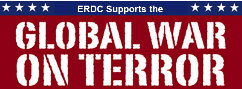 ERDC Supports the
GLOBAL WAR
ON TERROR